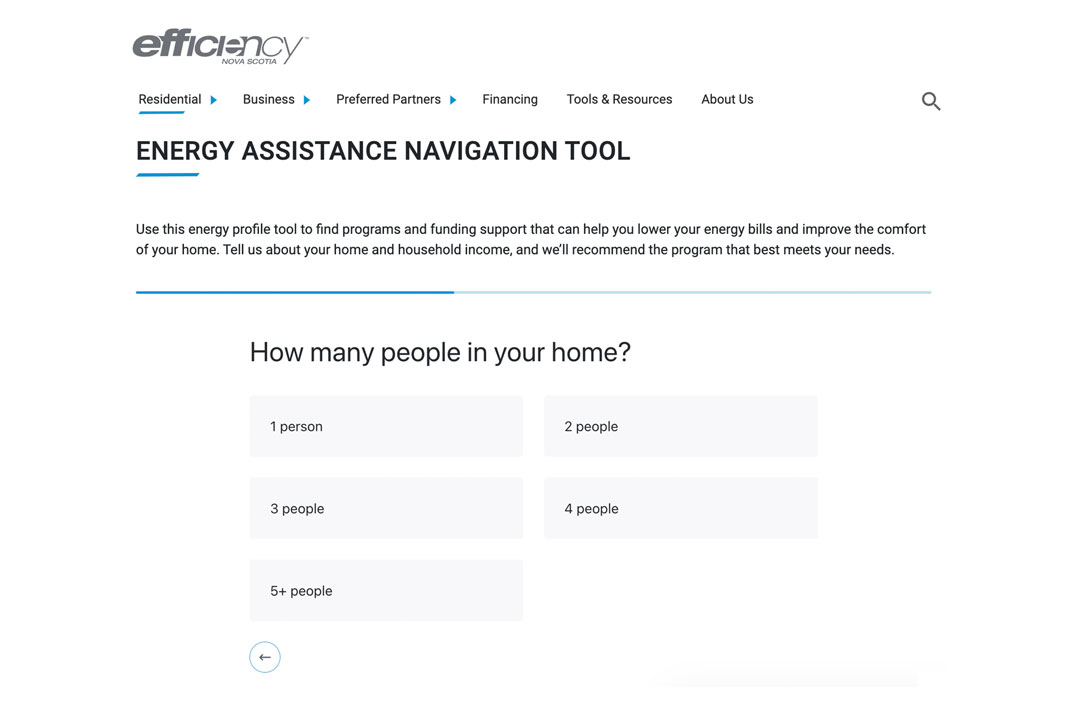 efficiency™
NOVA SCOTIA
Residential Business Preferred Partners Financing Tools & Resources About Us
ENERGY ASSISTANCE NAVIGATION TOOL
Use this energy profile tool to find programs and funding support that can help you lower your energy bills and improve the comfort
of your home. Tell us about your home and household income, and we’ll recommend the program that best meets your needs.
How many people in your home?
1 person 2 people
3 people 4 people
5+ people